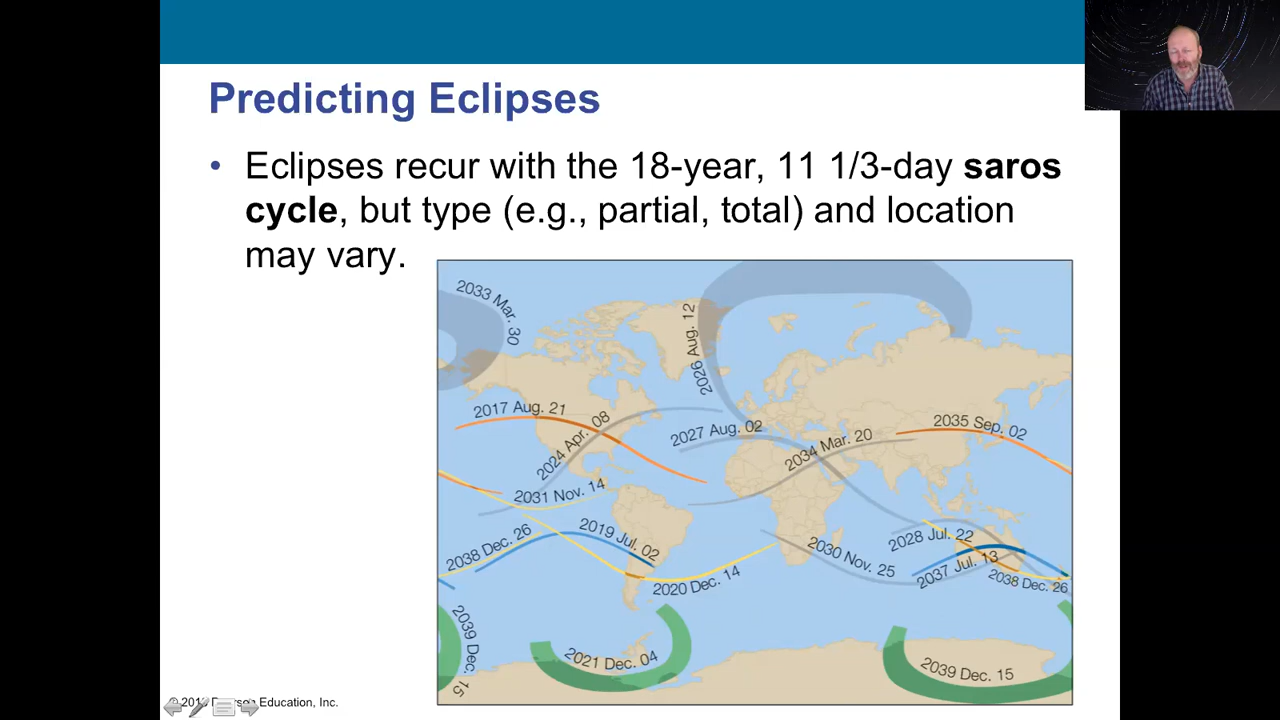 Predicting Eclipses
• Eclipses recur with the 18-year, 11 1/3-day saros
cycle, but type (e.g., partial, total) and location
may vary.
2033 Mar. 30
2026 Aug. 12
2017 Aug. 21
2024 Apr. 08
2027 Aug. 02
2034 Mar. 20
2035 Sep. 02
2031 Nov. 14
2038 Dec. 26
2019 Jul. 02
2028 Jul. 22
2030 Nov. 25
2037 Jul. 13
2038 Dec. 26
2020 Dec. 14
2039 Dec. 15
2021 Dec. 04
2039 Dec. 15
Education, Inc.